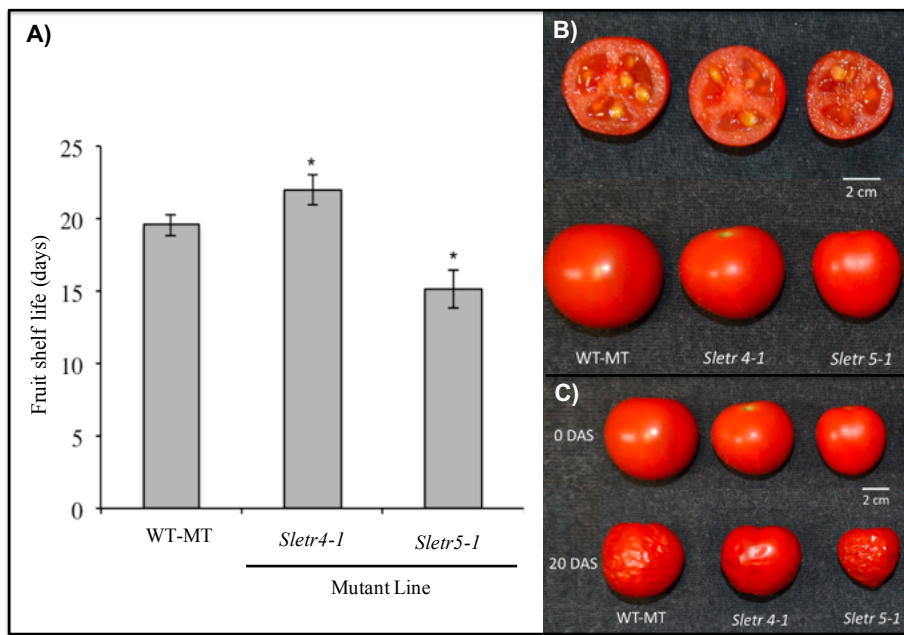 A)
25
20
15
10
5
0
Fruit shelf life (days)
*
*
WT-MT
Sletr4-1
Sletr5-1
Mutant Line
B)
2 cm
WT-MT
Sletr 4-1
Sletr 5-1
C)
0 DAS
2 cm
20 DAS
WT-MT
Sletr 4-1
Sletr 5-1